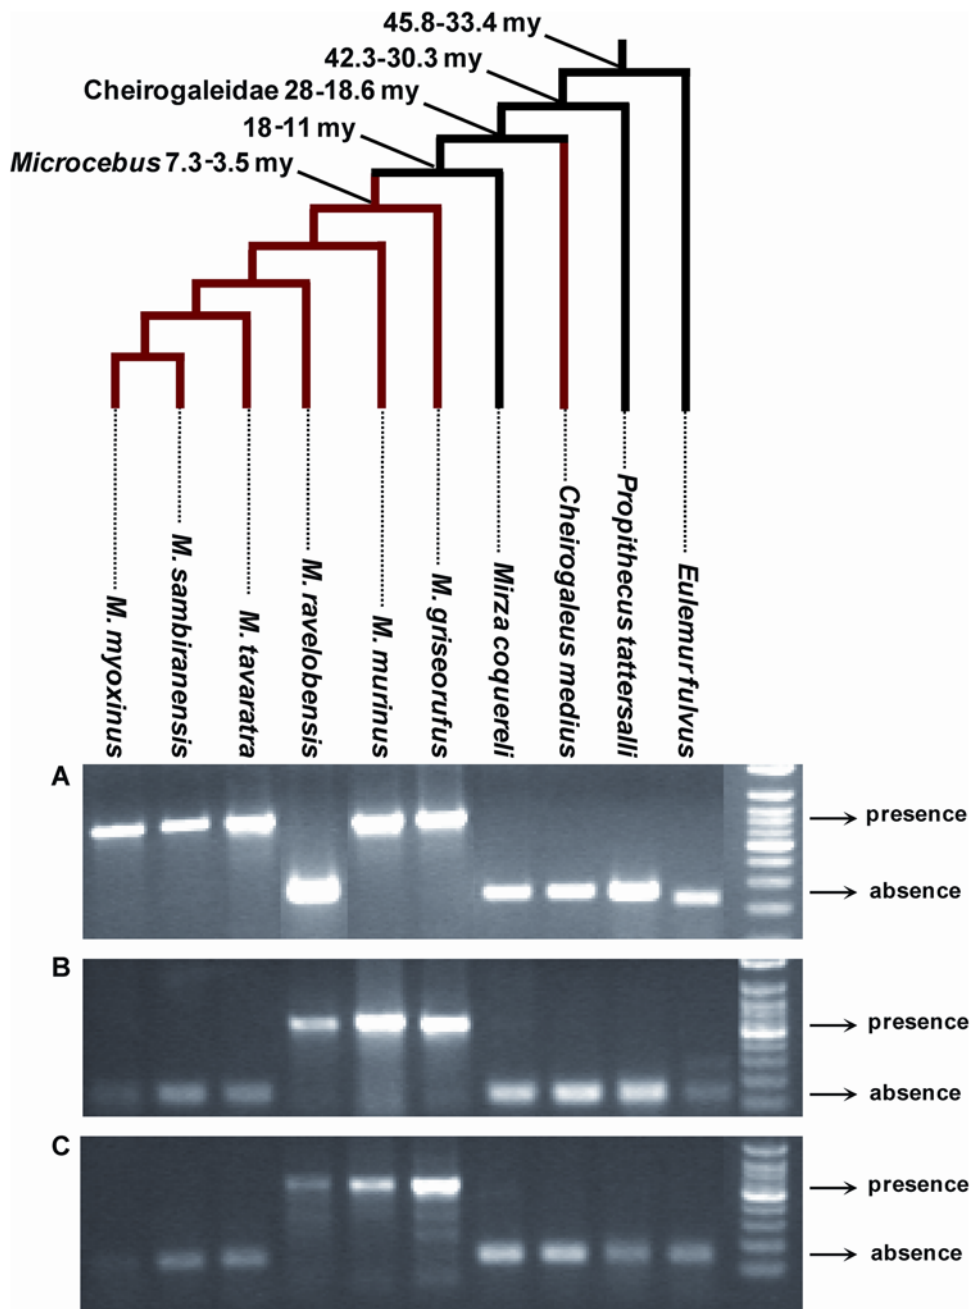 45.8-33.4 my
42.3-30.3 my
Cheirogaleidae 28-18.6 my
18-11 my
Microcebus 7.3-3.5 my
M. myoxinus
M. sambiranensis
M. tavaratra
M. ravelobensis
M. murinus
M. griseorufus
Mirza coquereli
Cheirogaleus medius
Propithecus tattersalli
Eulemur fulvus
A
presence
absence
B
presence
absence
C
presence
absence